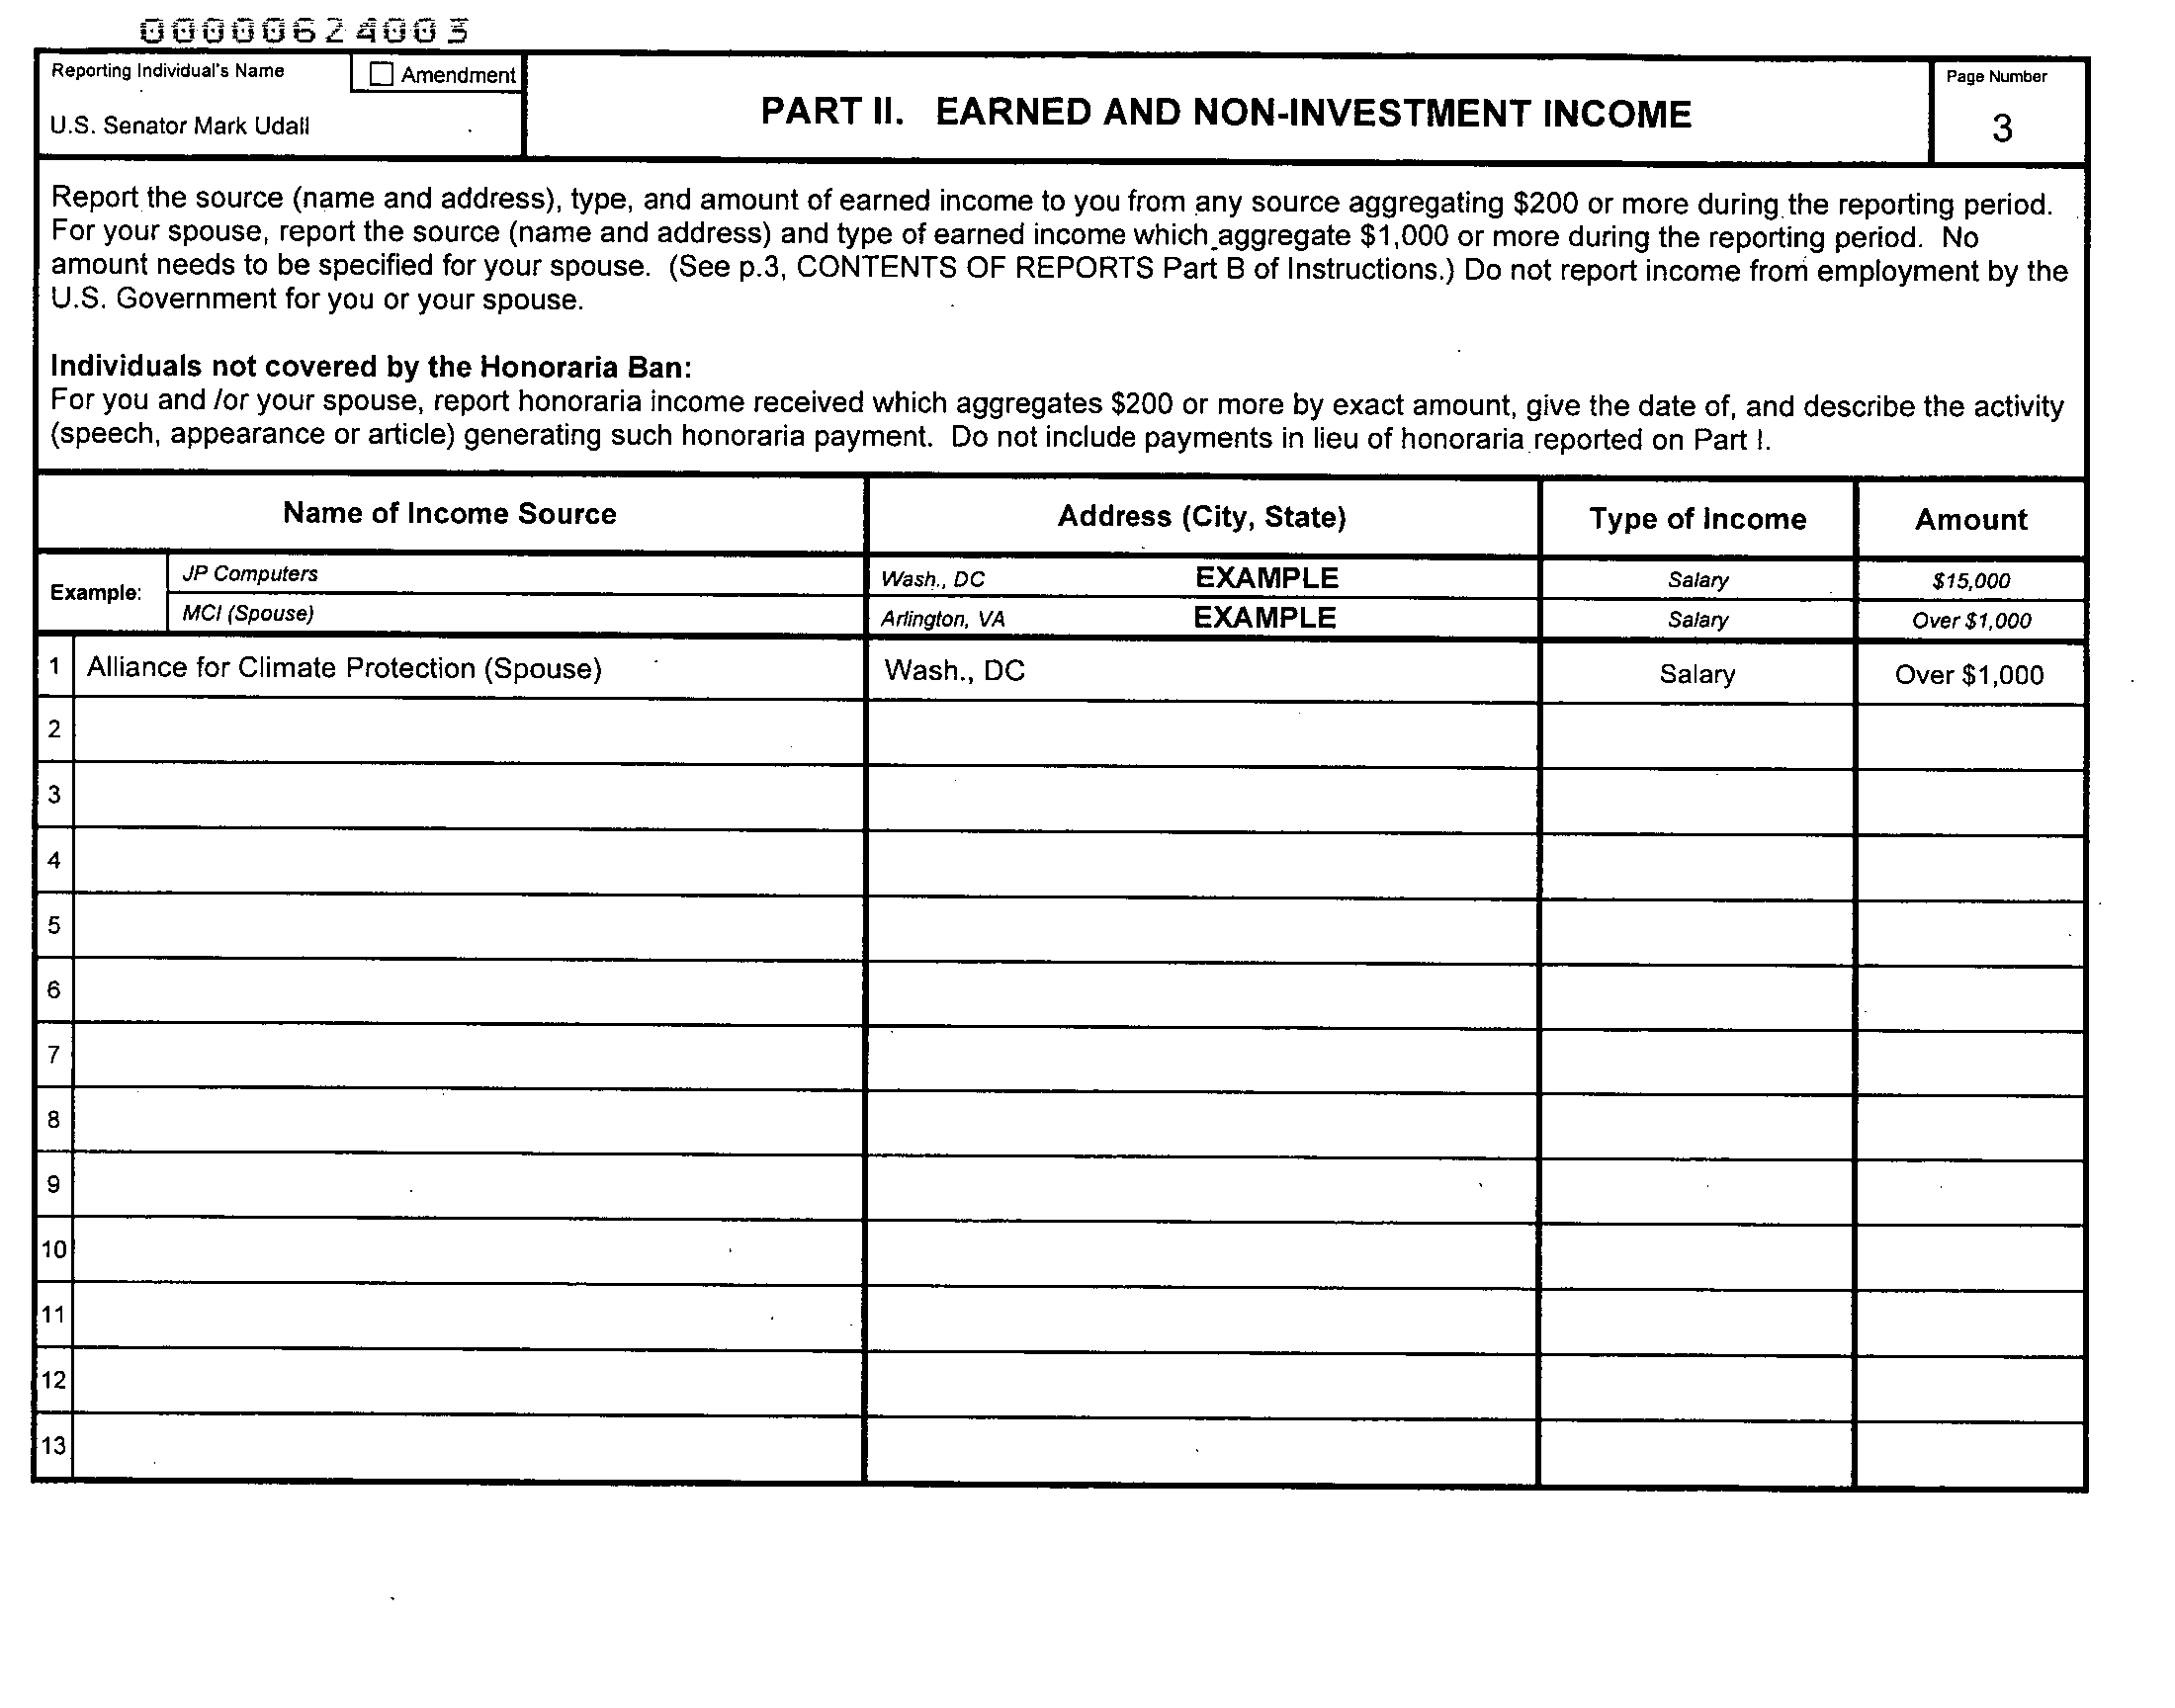 00000624003
Reporting Individual's Name
Amendment
U.S. Senator Mark Udall
PART II. EARNED AND NON-INVESTMENT INCOME
Page Number
3
Report the source (name and address), type, and amount of earned income to you from any source aggregating $200 or more during the reporting period.
For your spouse, report the source (name and address) and type of earned income which aggregate $1,000 or more during the reporting period. No
amount needs to be specified for your spouse. (See p.3, CONTENTS OF REPORTS Part B of Instructions.) Do not report income from employment by the
U.S. Government for you or your spouse.
Individuals not covered by the Honoraria Ban:
For you and /or your spouse, report honoraria income received which aggregates $200 or more by exact amount, give the date of, and describe the activity
(speech, appearance or article) generating such honoraria payment. Do not include payments in lieu of honoraria reported on Part I.
Name of Income Source Address (City, State) Type of Income Amount
Example:
JP Computers Wash., DC EXAMPLE Salary $15,000
MCI (Spouse) Arlington, VA EXAMPLE Salary Over $1,000
1 Alliance for Climate Protection (Spouse) Wash., DC Salary Over $1,000
2
3
4
5
6
7
8
9
10
11
12
13